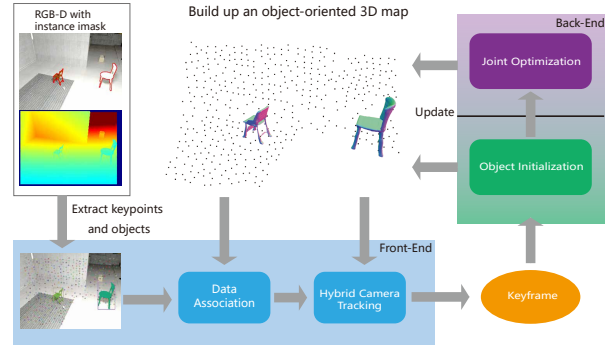 RGB-D with
instance imask
Build up an object-oriented 3D map
Back-End
Joint Optimization
Update
Object Initialization
Extract keypoints
and objects
Front-End
Data
Association
Hybrid Camera
Tracking
Keyframe